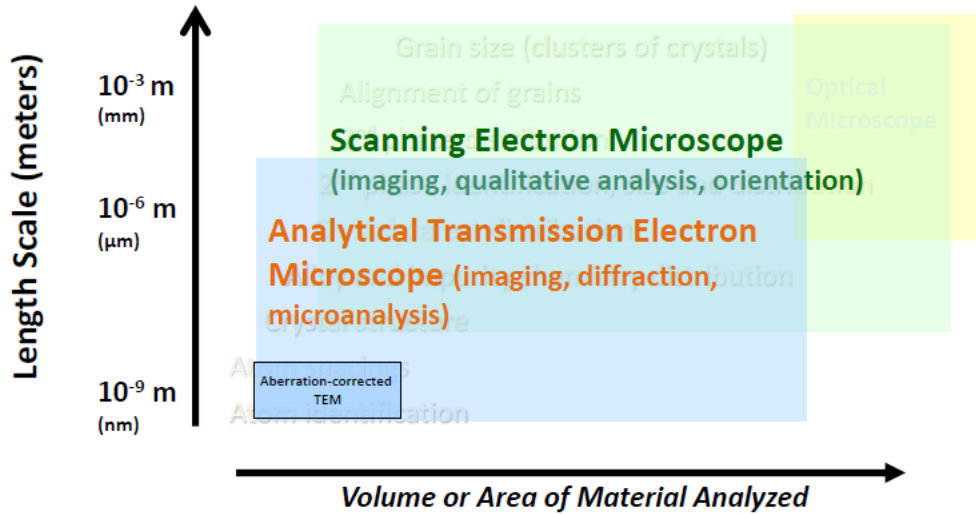 Length Scale (meters)
10-3 m
(mm)
10-6 m
(μm)
10-9 m
(nm)
Grain size (clusters of crystals)
Alignment of grains
Optical
Microscope
Scanning Electron Microscope
(imaging, qualitative analysis, orientation)
Analytical Transmission Electron
Microscope (imaging, diffraction,
microanalysis)
distribution
Crystal structure
Atom spacings
Aberration-corrected
TEM
Atom identification
Volume or Area of Material Analyzed